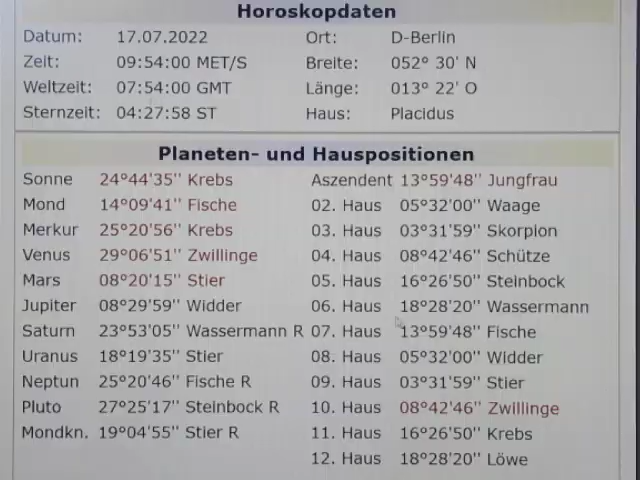 Horoskopdaten
Datum: 17.07.2022 Ort: D-Berlin
Zeit: 09:54:00 MET/S Breite: 052° 30' N
Weltzeit: 07:54:00 GMT Länge: 013° 22' O
Sternzeit: 04:27:58 ST Haus: Placidus
Planeten- und Hauspositionen
Sonne 24°44'35'' Krebs Aszendent 13°59'48'' Jungfrau
Mond 14°09'41'' Fische 02. Haus 05°32'00'' Waage
Merkur 25°20'56'' Krebs 03. Haus 03°31'59'' Skorpion
Venus 29°06'51'' Zwillinge 04. Haus 08°42'46'' Schütze
Mars 08°20'15'' Stier 05. Haus 16°26'50'' Steinbock
Jupiter 08°29'59'' Widder 06. Haus 18°28'20'' Wassermann
Saturn 23°53'05'' Wassermann R 07. Haus 13°59'48'' Fische
Uranus 18°19'35'' Stier 08. Haus 05°32'00'' Widder
Neptun 25°20'46'' Fische R 09. Haus 03°31'59'' Stier
Pluto 27°25'17'' Steinbock R 10. Haus 08°42'46'' Zwillinge
Mondkn. 19°04'55'' Stier R 11. Haus 16°26'50'' Krebs
12. Haus 18°28'20'' Löwe